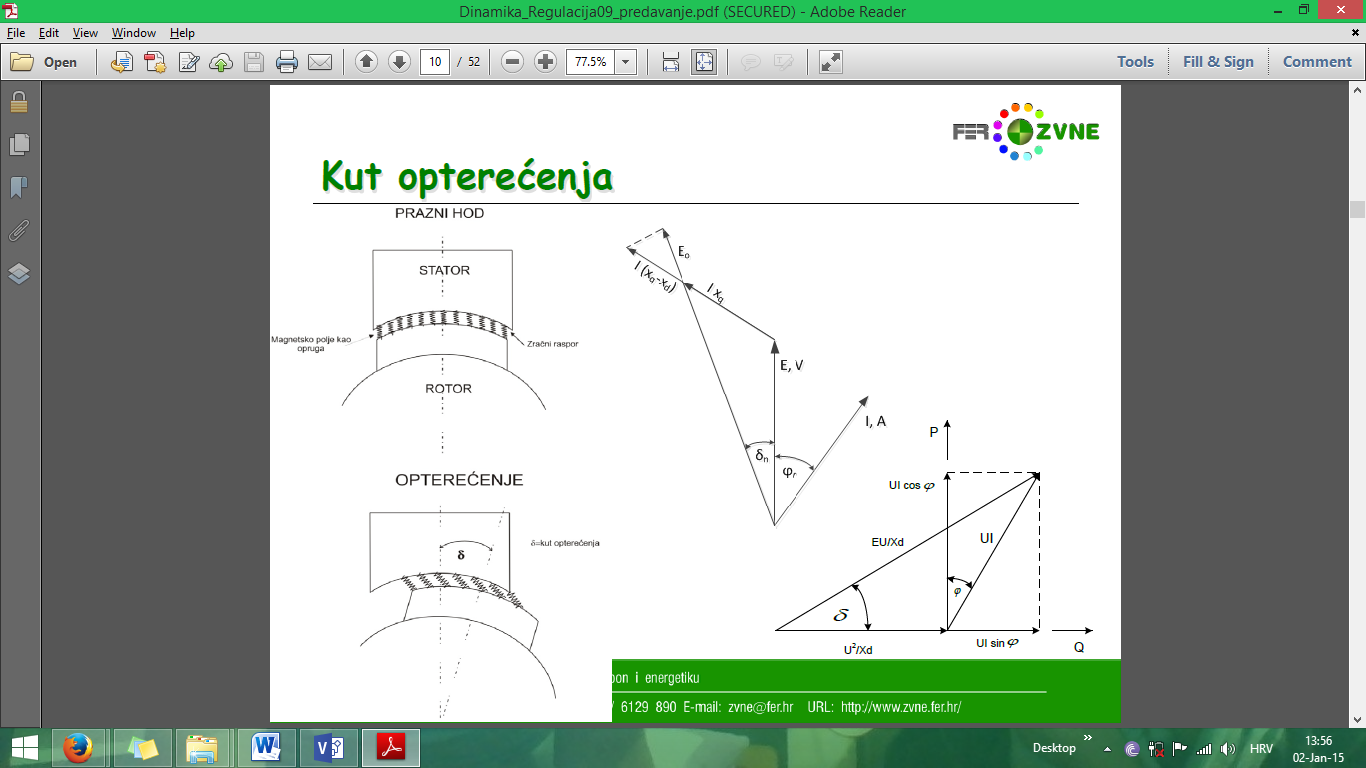 Dinamika_Regulacija09_predavanje.pdf (SECURED) - Adobe Reader
File Edit View Window Help
Open 10 / 52 77.5% Tools Fill & Sign Comment
FER ZVNE
Kut opterećenja
PRAZNI HOD
STATOR
Magnetsko polje kao
opruga
Zračni raspor
ROTOR
OPTEREĆENJE
δ
δ=kut opterećenja
E₀
I (xq-xd)
I xq
E, V
I, A
δn
φr
P
UI cos φ
EU/Xd
UI
φ
δ
U²/Xd
UI sin φ
Q
i energetiku
6129 890 E-mail: zvne@fer.hr URL: http://www.zvne.fer.hr/
Desktop HRV 13:56
02-Jan-15